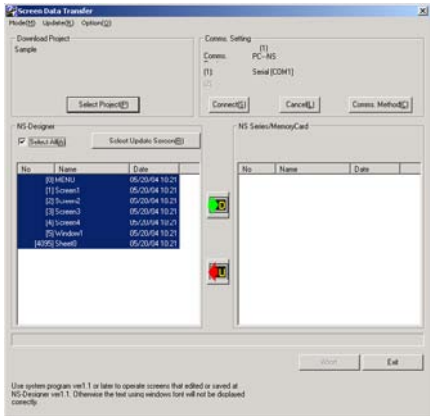 Screen Data Transfer
Mode(M) Update(R) Option(O)
Download Project
Sample
Select Project(P)
Comms. Setting
(1)
Comms. PC--NS
(1): Serial [COM1]
Connect(S) Cancel(L) Comms. Method(C)
NS-Designer
Select All(A) Select Update Screen(B)
No Name Date
[0] MENU 05/20/04 10:21
[1] Screen1 05/20/04 10:21
[2] Screen2 05/20/04 10:21
[3] Screen3 05/20/04 10:21
[4] Screen4 05/20/04 10:21
[5] Window1 05/20/04 10:21
[4095] Sheet0 05/20/04 10:21
D
U
NS Series/MemoryCard
No Name Date
Abort Exit
Use system program ver1.1 or later to operate screens that edited or saved at
NS-Designer ver1.1. Otherwise the text using windows font will not be displayed
correctly.